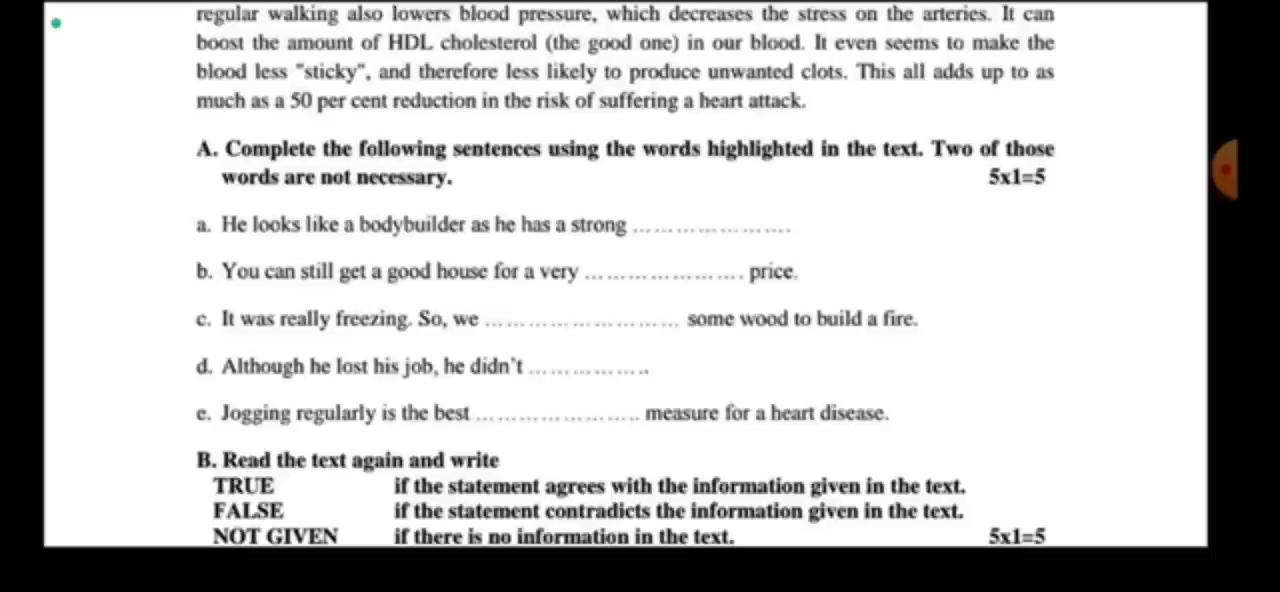 regular walking also lowers blood pressure, which decreases the stress on the arteries. It can
boost the amount of HDL cholesterol (the good one) in our blood. It even seems to make the
blood less "sticky", and therefore less likely to produce unwanted clots. This all adds up to as
much as a 50 per cent reduction in the risk of suffering a heart attack.
A. Complete the following sentences using the words highlighted in the text. Two of those
words are not necessary. 5x1=5
a. He looks like a bodybuilder as he has a strong ………………….
b. You can still get a good house for a very …………………. price.
c. It was really freezing. So, we ……………………… some wood to build a fire.
d. Although he lost his job, he didn't ……………..
e. Jogging regularly is the best ………………….. measure for a heart disease.
B. Read the text again and write
TRUE if the statement agrees with the information given in the text.
FALSE if the statement contradicts the information given in the text.
NOT GIVEN if there is no information in the text. 5x1=5